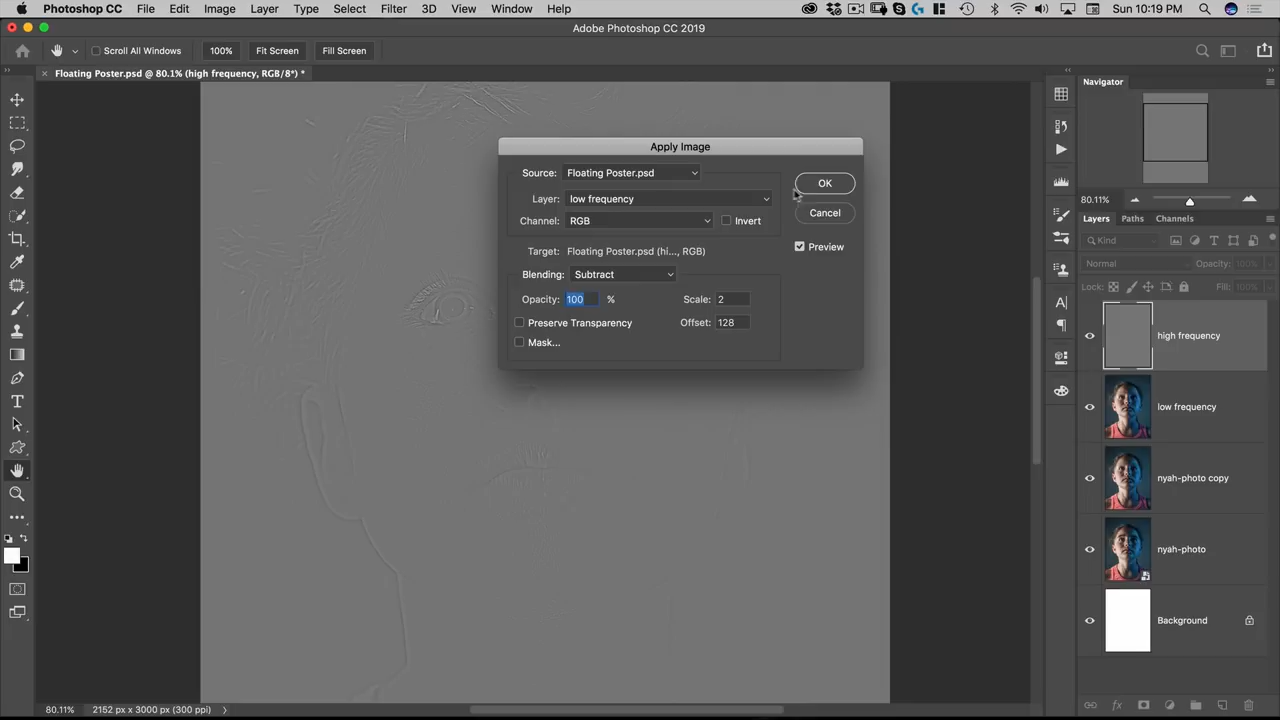 Photoshop CC File Edit Image Layer Type Select Filter 3D View Window Help Sun 10:19 PM
Adobe Photoshop CC 2019
Scroll All Windows 100% Fit Screen Fill Screen
Floating Poster.psd @ 80.1% (high frequency, RGB/8*) *
Navigator
80.11%
Layers Paths Channels
Kind
Normal Opacity: 100%
Lock: Fill: 100%
high frequency
low frequency
nyah-photo copy
nyah-photo
Background
Apply Image
Source: Floating Poster.psd
OK
Layer: low frequency
Cancel
Channel: RGB Invert
Preview
Target: Floating Poster.psd (hi..., RGB)
Blending: Subtract
Opacity: 100 % Scale: 2
Preserve Transparency Offset: 128
Mask...
80.11% 2152 px x 3000 px (300 ppi)